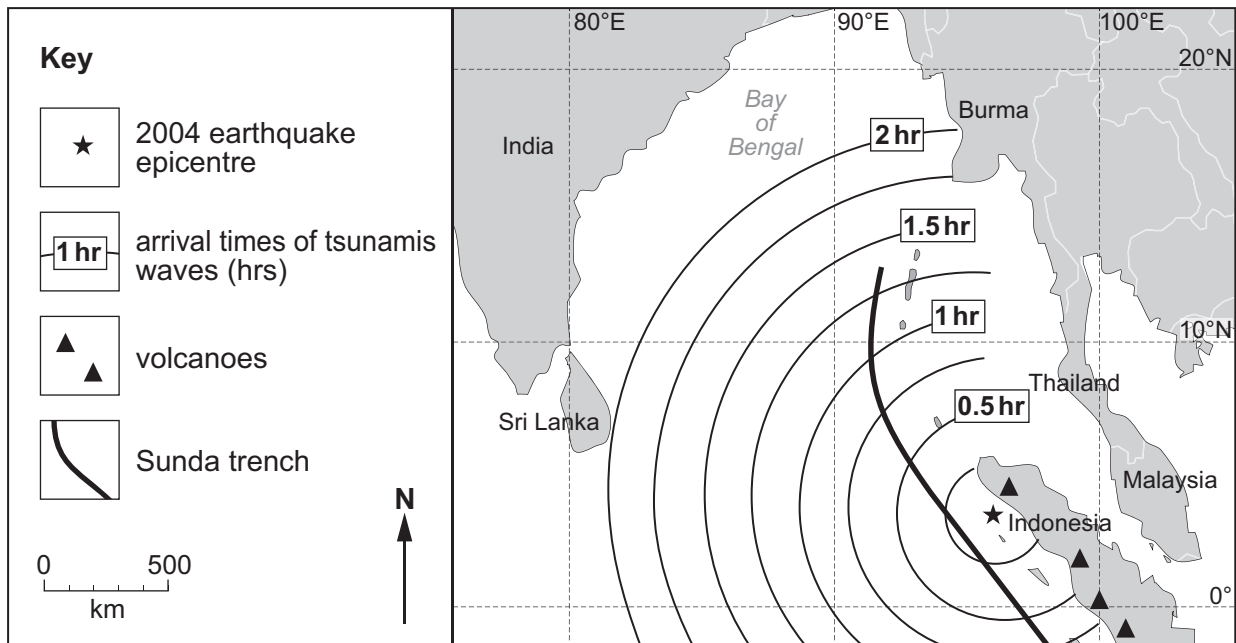 Key
2004 earthquake
epicentre
1 hr
arrival times of tsunamis
waves (hrs)
volcanoes
Sunda trench
N
0 500
km
80°E 90°E 100°E
20°N
Bay
of
Bengal
Burma
2 hr
India
1.5 hr
1 hr
10°N
Thailand
0.5 hr
Sri Lanka
Malaysia
Indonesia
0°